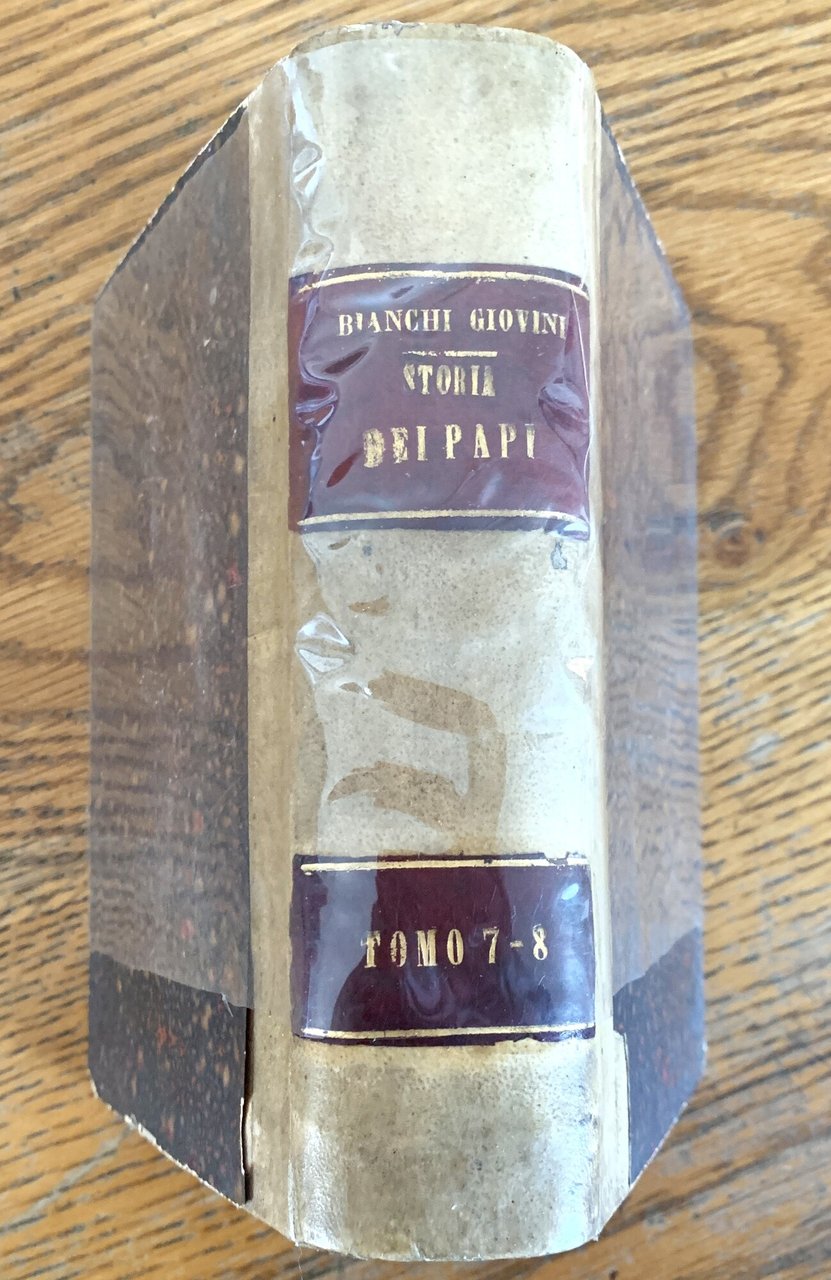 BIANCHI GIOVINI
STORIA
DEI PAPI
TOMO 7-8